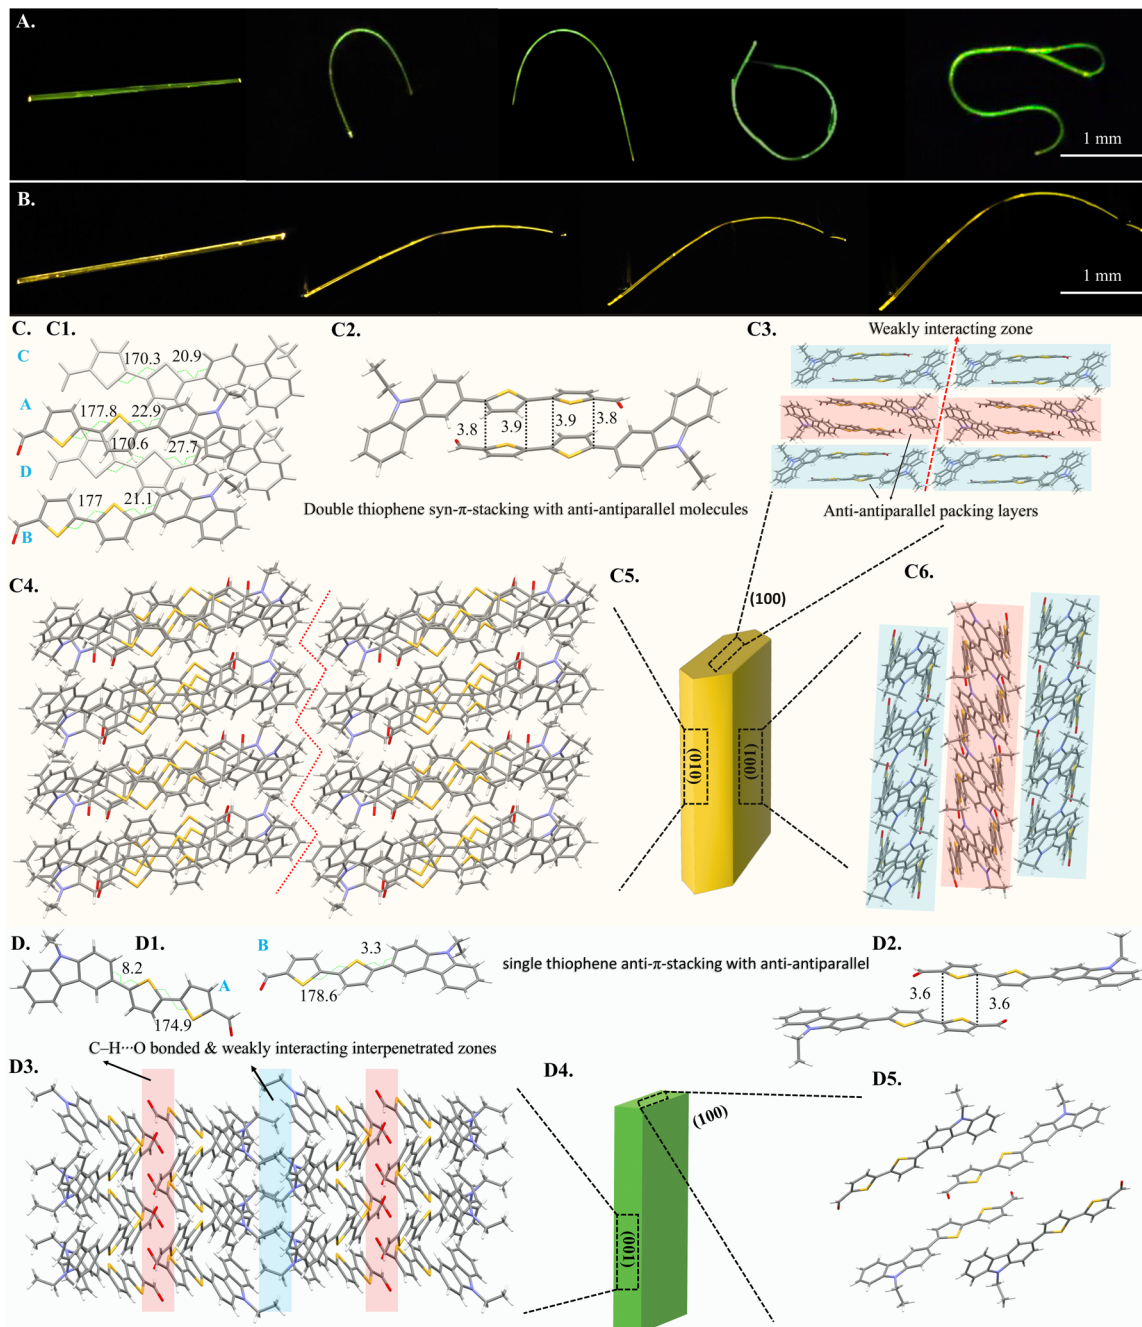 A.
1 mm
B.
1 mm
C. C1.
C2.
C3.
Weakly interacting zone
C
170.3 20.9
A
177.8 22.9
170.6 27.7
D
177 21.1
B
3.8 3.9 3.9 3.8
Double thiophene syn-π-stacking with anti-antiparallel molecules
Anti-antiparallel packing layers
C4.
C5.
C6.
(100)
(010)
(001)
D. D1.
B
D2.
8.2
A
174.9
3.3
178.6
single thiophene anti-π-stacking with anti-antiparallel
3.6 3.6
C–H···O bonded & weakly interacting interpenetrated zones
D3.
D4.
D5.
(100)
(001)